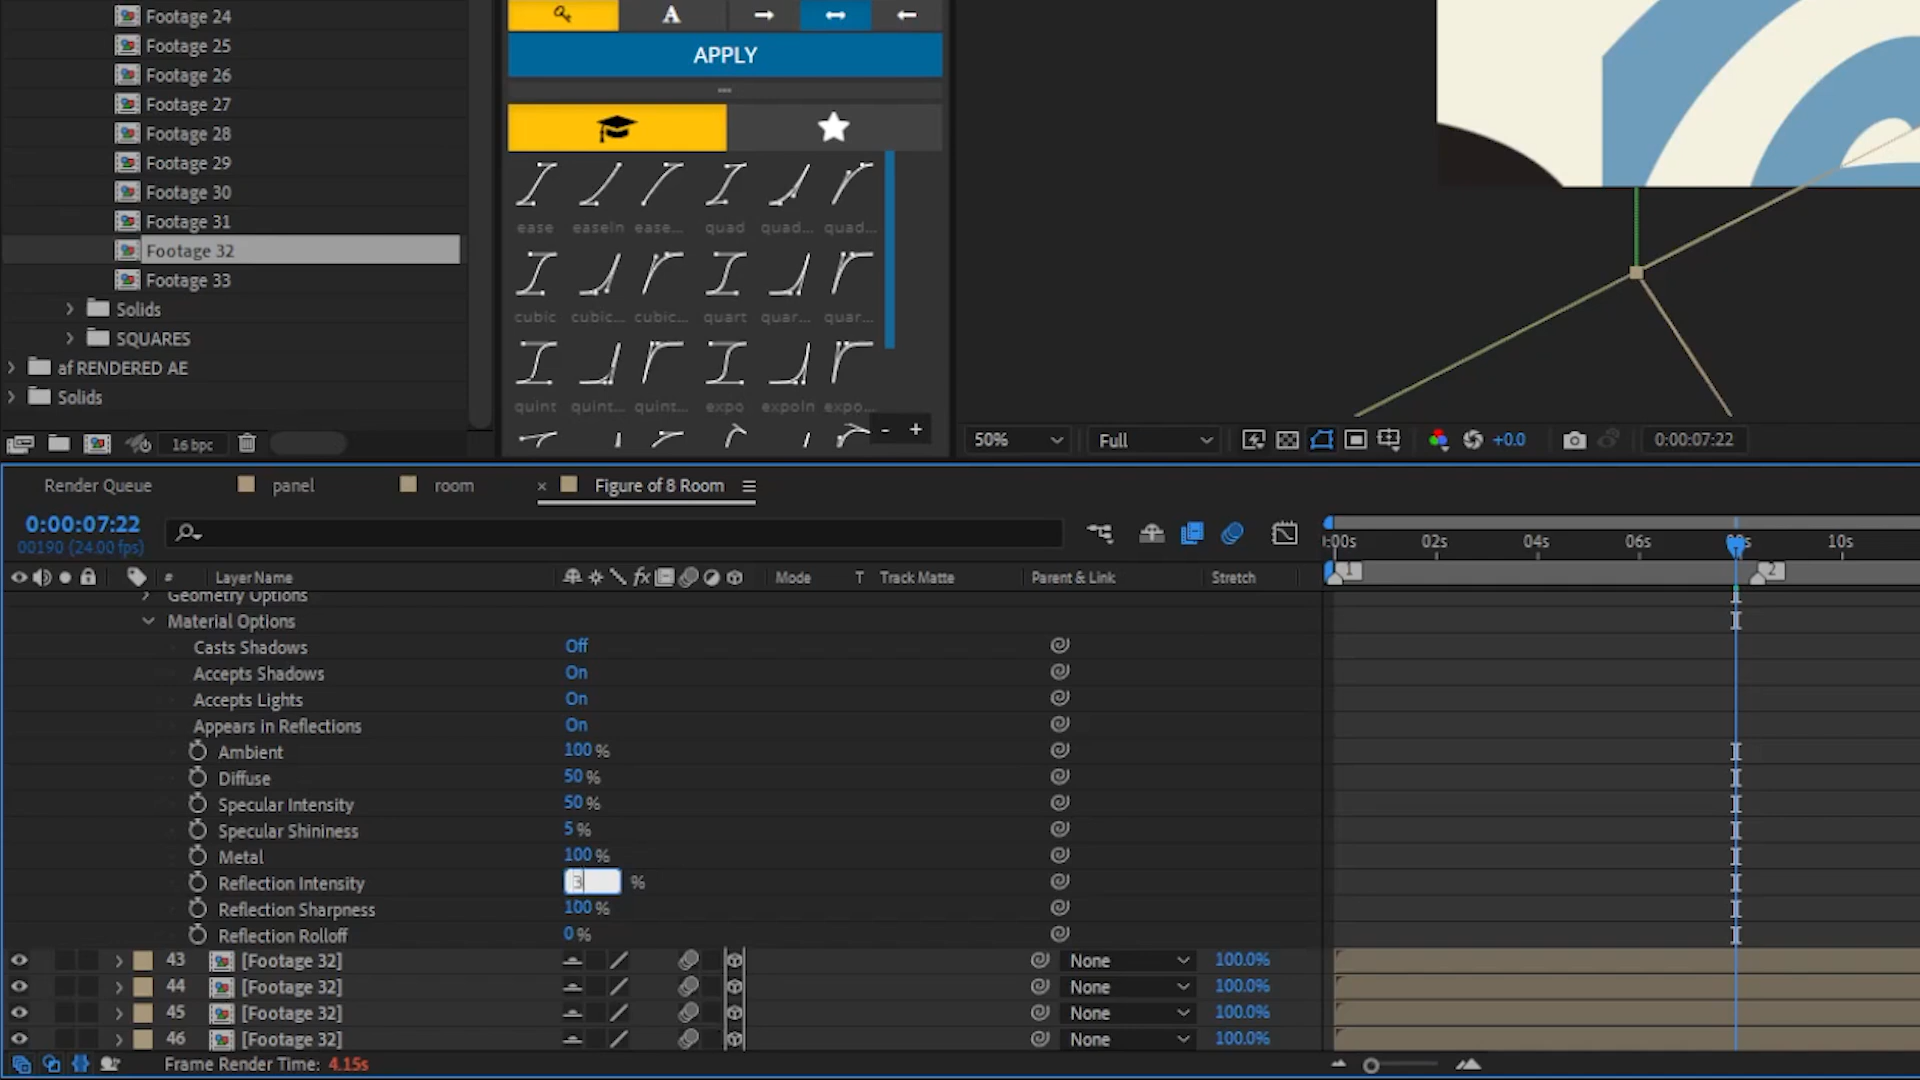 Footage 24
Footage 25
Footage 26
Footage 27
Footage 28
Footage 29
Footage 30
Footage 31
Footage 32
Footage 33
Solids
SQUARES
af RENDERED AE
Solids
16 bpc
A
APPLY
ease easeIn ease... quad quad... quad...
cubic cubic... cubic... quart quar... quar...
quint quint... quint... expo expoIn expo...
- +
50% Full +0.0 0:00:07:22
Render Queue panel room × Figure of 8 Room
0:00:07:22
00190 (24.00 fps)
:00s 02s 04s 06s 10s
# Layer Name fx Mode T Track Matte Parent & Link Stretch
1 2
Geometry Options
Material Options
Casts Shadows Off
Accepts Shadows On
Accepts Lights On
Appears in Reflections On
Ambient 100 %
Diffuse 50 %
Specular Intensity 50 %
Specular Shininess 5 %
Metal 100 %
Reflection Intensity 3 %
Reflection Sharpness 100 %
Reflection Rolloff 0 %
43 [Footage 32] None 100.0%
44 [Footage 32] None 100.0%
45 [Footage 32] None 100.0%
46 [Footage 32] None 100.0%
Frame Render Time: 4.15s